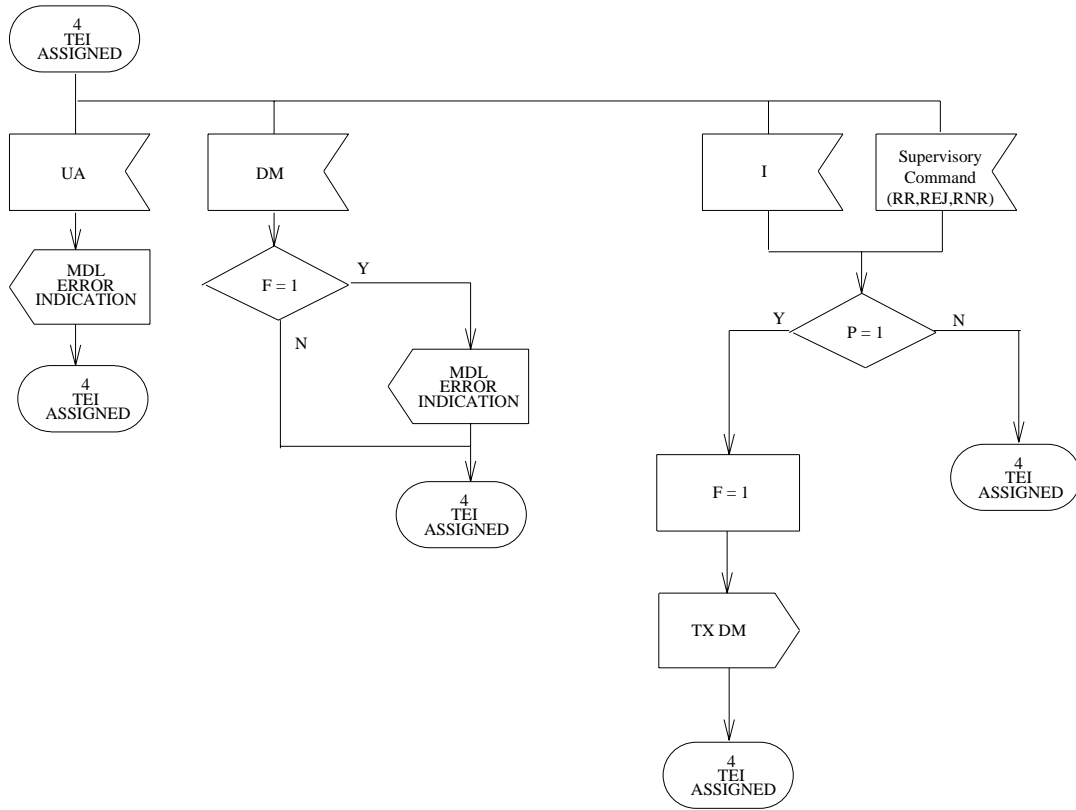 4
TEI
ASSIGNED
UA
DM
I
Supervisory
Command
(RR,REJ,RNR)
MDL
ERROR
INDICATION
F = 1
Y
N
Y
P = 1
N
4
TEI
ASSIGNED
MDL
ERROR
INDICATION
4
TEI
ASSIGNED
F = 1
4
TEI
ASSIGNED
TX DM
4
TEI
ASSIGNED